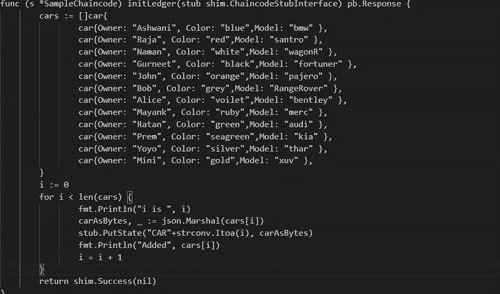 func (s *SampleChaincode) initLedger(stub shim.ChaincodeStubInterface) pb.Response {
cars := []car{
car{Owner: "Ashwani", Color: "blue",Model: "bmw" },
car{Owner: "Raja", Color: "red",Model: "santro" },
car{Owner: "Naman", Color: "white",Model: "wagonR" },
car{Owner: "Gurneet", Color: "black",Model: "fortuner" },
car{Owner: "John", Color: "orange",Model: "pajero" },
car{Owner: "Bob", Color: "grey",Model: "RangeRover" },
car{Owner: "Alice", Color: "voilet",Model: "bentley" },
car{Owner: "Mayank", Color: "ruby",Model: "merc" },
car{Owner: "Ratan", Color: "green",Model: "audi" },
car{Owner: "Prem", Color: "seagreen",Model: "kia" },
car{Owner: "Yoyo", Color: "silver",Model: "thar" },
car{Owner: "Mini", Color: "gold",Model: "xuv" },
}
i := 0
for i < len(cars) {
fmt.Println("i is ", i)
carAsBytes, _ := json.Marshal(cars[i])
stub.PutState("CAR"+strconv.Itoa(i), carAsBytes)
fmt.Println("Added", cars[i])
i = i + 1
}
return shim.Success(nil)
}